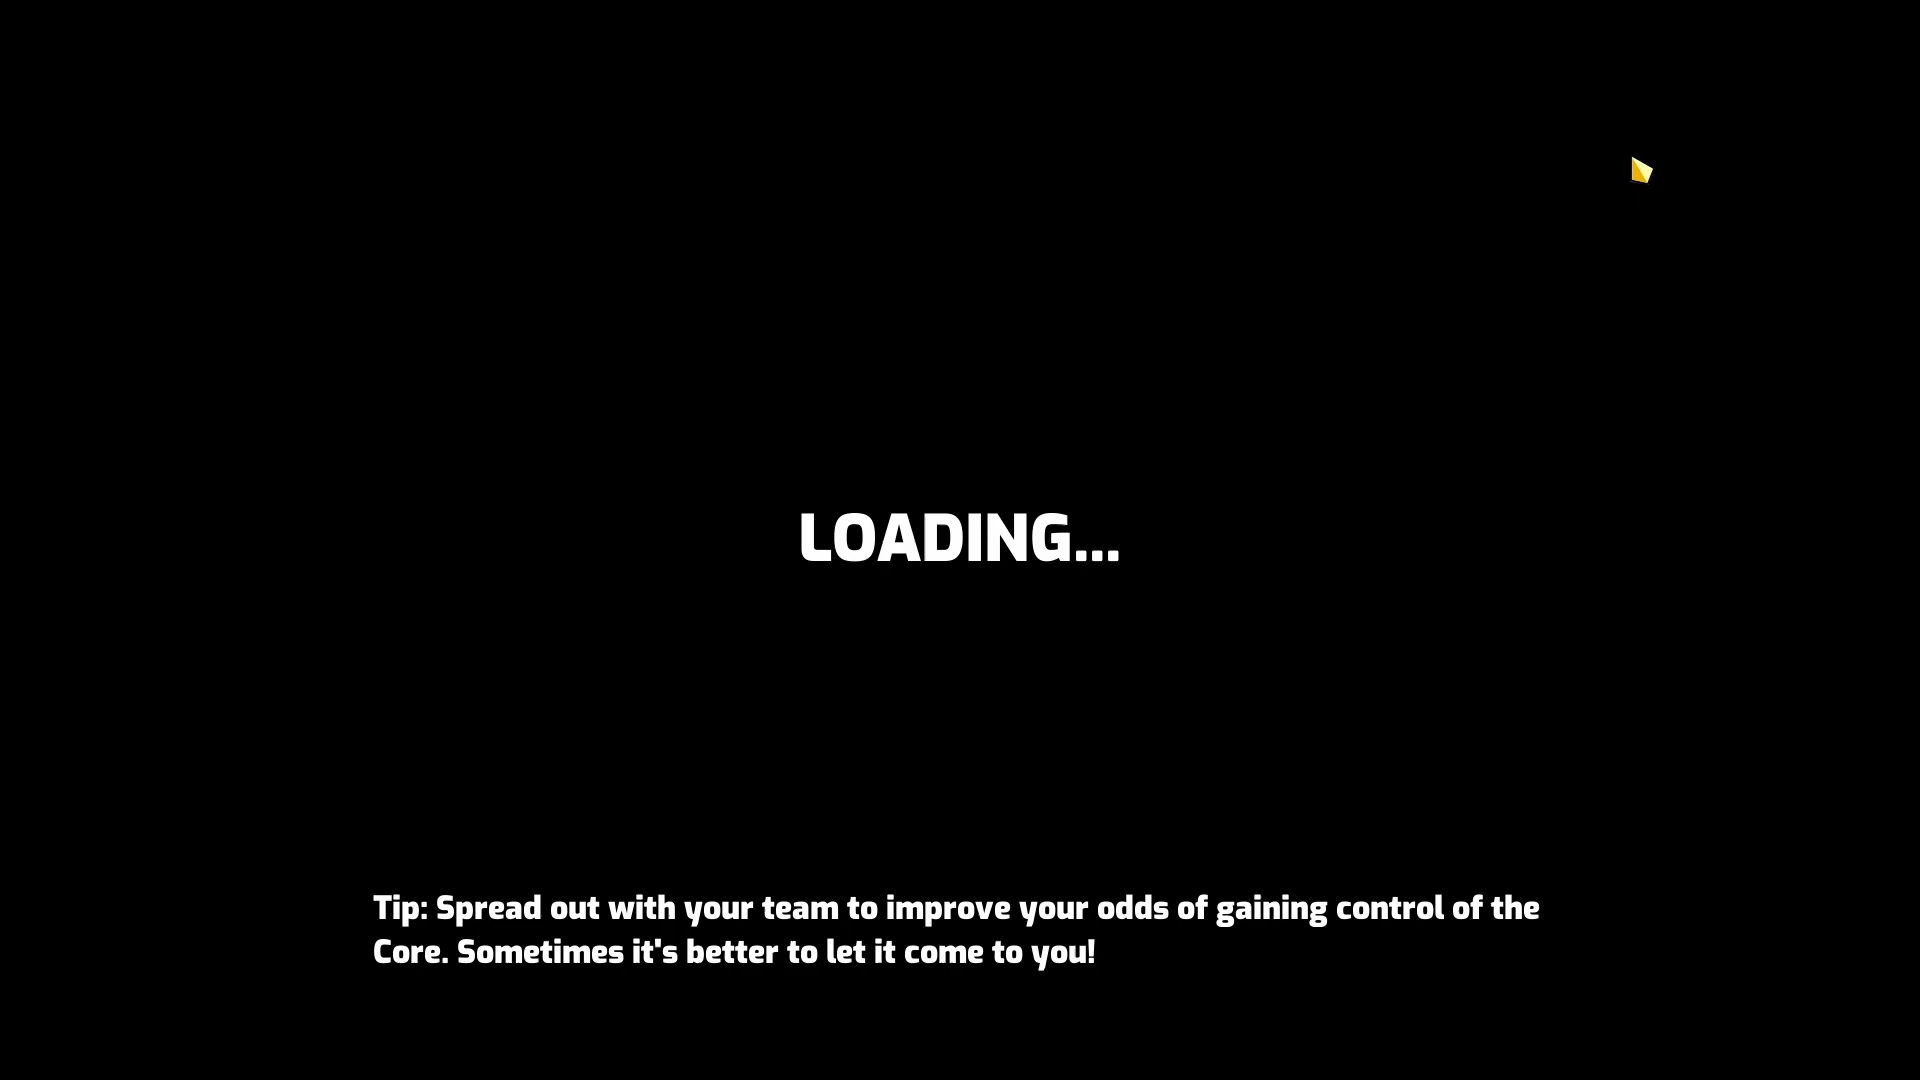 LOADING...
Tip: Spread out with your team to improve your odds of gaining control of the
Core. Sometimes it's better to let it come to you!